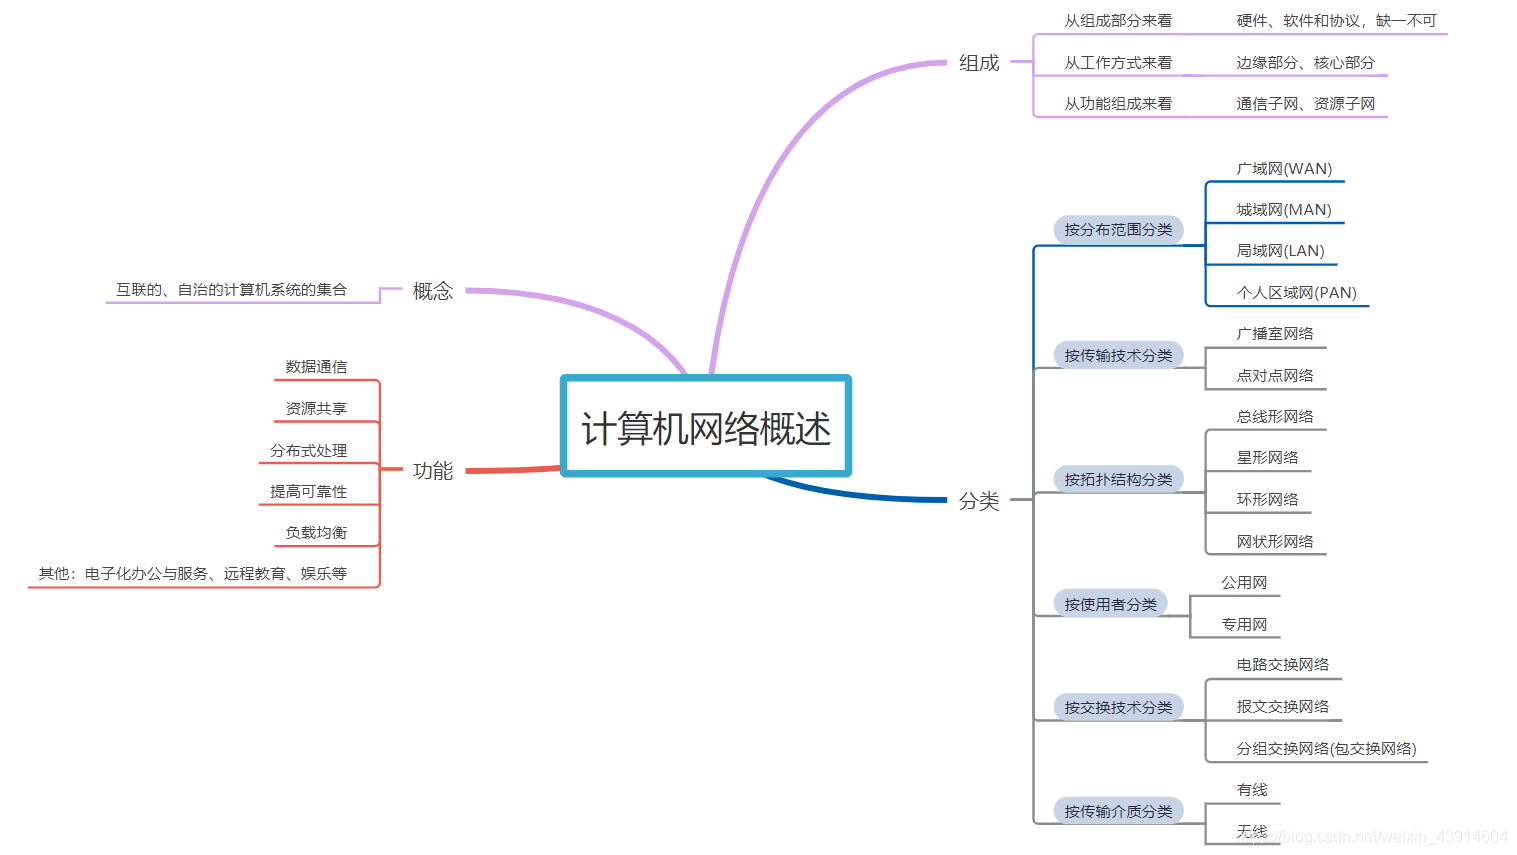 计算机网络概述
概念
互联的、自治的计算机系统的集合
功能
数据通信
资源共享
分布式处理
提高可靠性
负载均衡
其他：电子化办公与服务、远程教育、娱乐等
组成
从组成部分来看
硬件、软件和协议，缺一不可
从工作方式来看
边缘部分、核心部分
从功能组成来看
通信子网、资源子网
分类
按分布范围分类
广域网(WAN)
城域网(MAN)
局域网(LAN)
个人区域网(PAN)
按传输技术分类
广播室网络
点对点网络
按拓扑结构分类
总线形网络
星形网络
环形网络
网状形网络
按使用者分类
公用网
专用网
按交换技术分类
电路交换网络
报文交换网络
分组交换网络(包交换网络)
按传输介质分类
有线
无线
https://blog.csdn.net/weixin_43914604